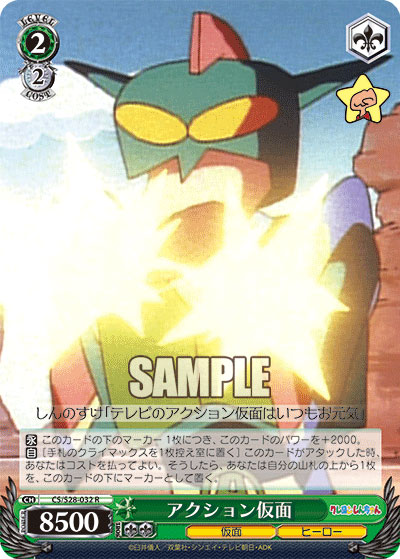 LEVEL
2
2
COST
SAMPLE
しんのすけ「テレビのアクション仮面はいつもお元気」
永 このカードの下のマーカー1枚につき、このカードのパワーを+2000。
自 [手札のクライマックスを1枚控え室に置く] このカードがアタックした時、
あなたはコストを払ってよい。そうしたら、あなたは自分の山札の上から1枚を、
このカードの下にマーカーとして置く。
CH
CS/S28-032 R
アクション仮面
POWER
8500
仮面
ヒーロー
クレヨンしんちゃん
©臼井儀人/双葉社・シンエイ・テレビ朝日・ADK